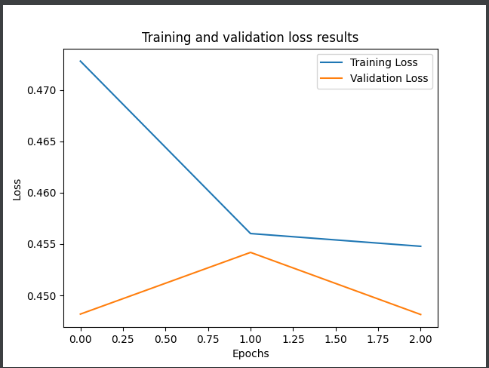 Training and validation loss results
Training Loss
Validation Loss
0.470
0.465
0.460
0.455
0.450
Loss
0.00 0.25 0.50 0.75 1.00 1.25 1.50 1.75 2.00
Epochs